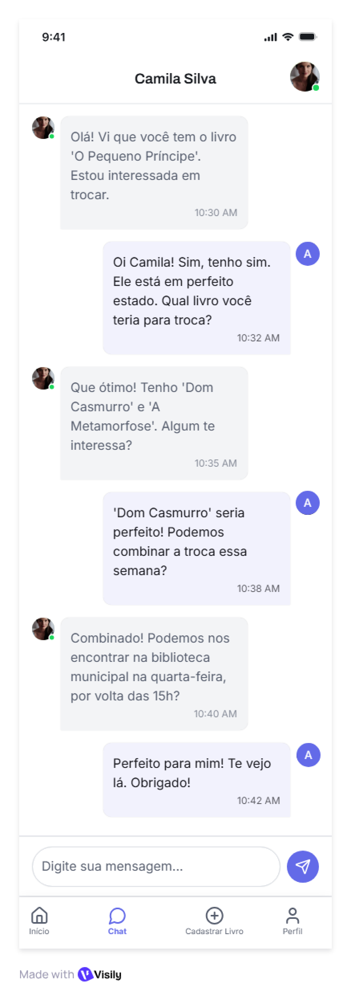 9:41
Camila Silva
Olá! Vi que você tem o livro
'O Pequeno Príncipe'.
Estou interessada em
trocar.
10:30 AM
A
Oi Camila! Sim, tenho sim.
Ele está em perfeito
estado. Qual livro você
teria para troca?
10:32 AM
Que ótimo! Tenho 'Dom
Casmurro' e 'A
Metamorfose'. Algum te
interessa?
10:35 AM
A
'Dom Casmurro' seria
perfeito! Podemos
combinar a troca essa
semana?
10:38 AM
Combinado! Podemos nos
encontrar na biblioteca
municipal na quarta-feira,
por volta das 15h?
10:40 AM
A
Perfeito para mim! Te vejo
lá. Obrigado!
10:42 AM
Digite sua mensagem...
Início
Chat
Cadastrar Livro
Perfil
Made with Visily